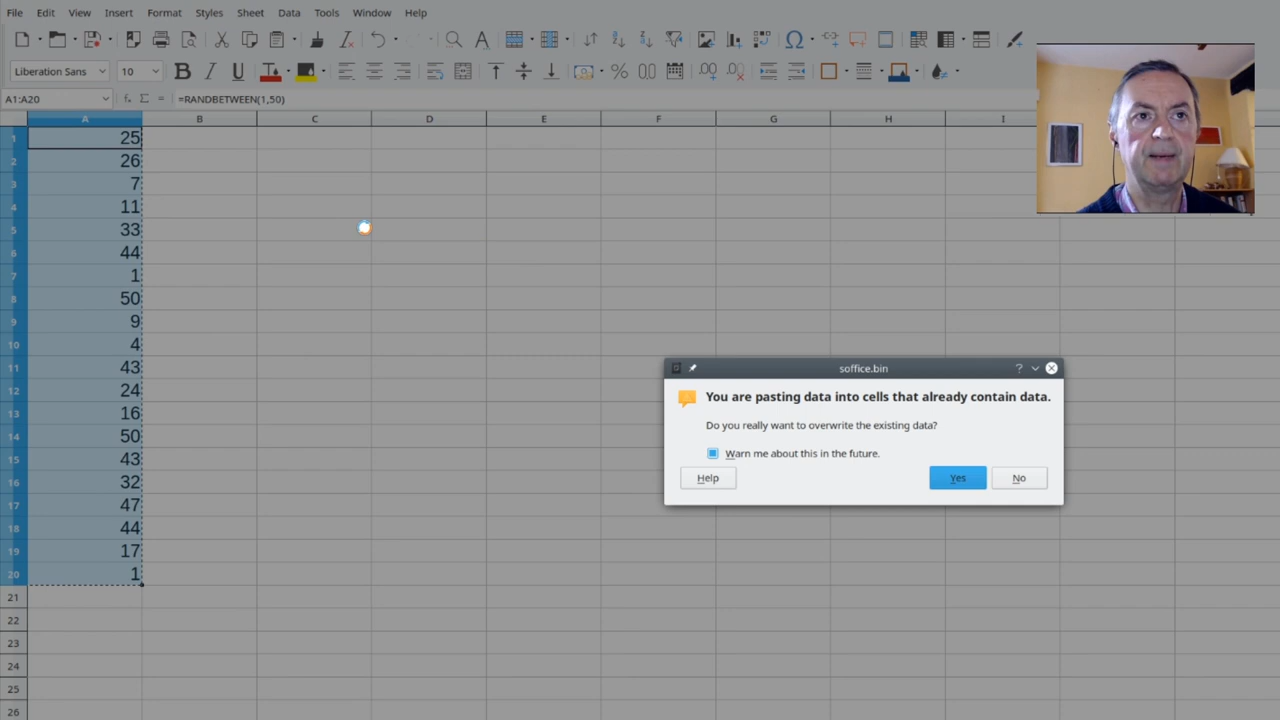 File Edit View Insert Format Styles Sheet Data Tools Window Help
Liberation Sans 10
A1:A20 =RANDBETWEEN(1,50)
A B C D E F G H I
1 25
2 26
3 7
4 11
5 33
6 44
7 1
8 50
9 9
10 4
11 43
12 24
13 16
14 50
15 43
16 32
17 47
18 44
19 17
20 1
21
22
23
24
25
26
soffice.bin
You are pasting data into cells that already contain data.
Do you really want to overwrite the existing data?
Warn me about this in the future.
Help Yes No